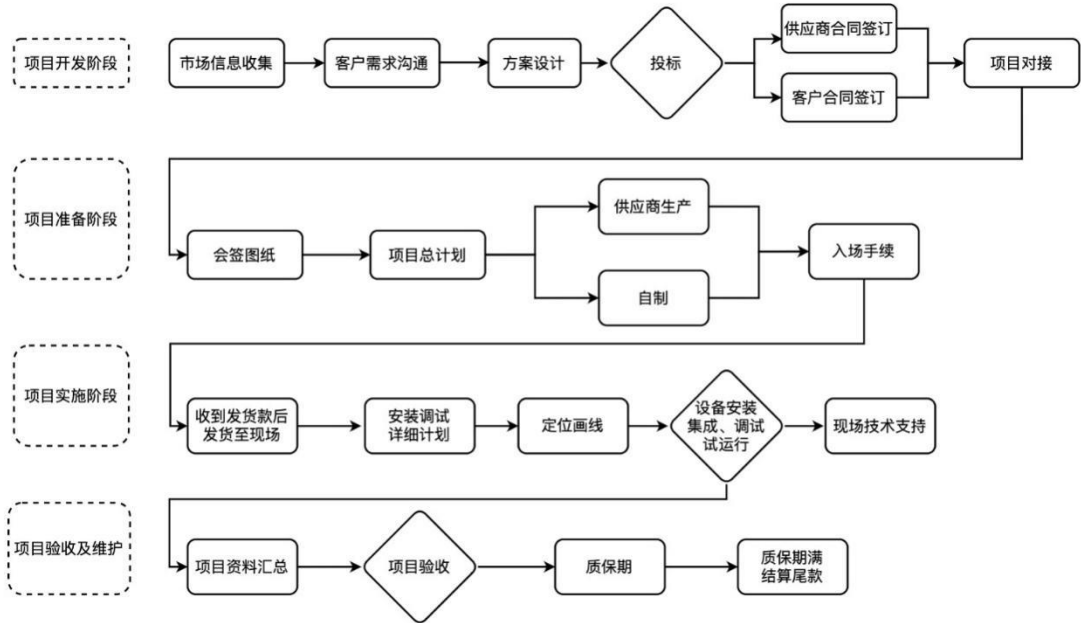 项目开发阶段
市场信息收集
客户需求沟通
方案设计
投标
供应商合同签订
客户合同签订
项目对接
项目准备阶段
会签图纸
项目总计划
供应商生产
自制
入场手续
项目实施阶段
收到发货款后
发货至现场
安装调试
详细计划
定位画线
设备安装
集成、调试
试运行
现场技术支持
项目验收及维护
项目资料汇总
项目验收
质保期
质保期满
结算尾款